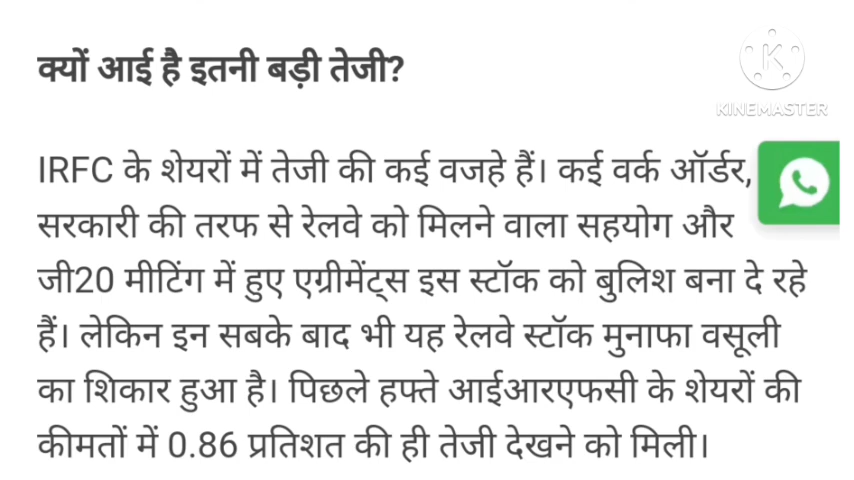 क्यों आई है इतनी बड़ी तेजी?
KINEMASTER
IRFC के शेयरों में तेजी की कई वजहे हैं। कई वर्क ऑर्डर,
सरकारी की तरफ से रेलवे को मिलने वाला सहयोग और
जी20 मीटिंग में हुए एग्रीमेंट्स इस स्टॉक को बुलिश बना दे रहे
हैं। लेकिन इन सबके बाद भी यह रेलवे स्टॉक मुनाफा वसूली
का शिकार हुआ है। पिछले हफ्ते आईआरएफसी के शेयरों की
कीमतों में 0.86 प्रतिशत की ही तेजी देखने को मिली।